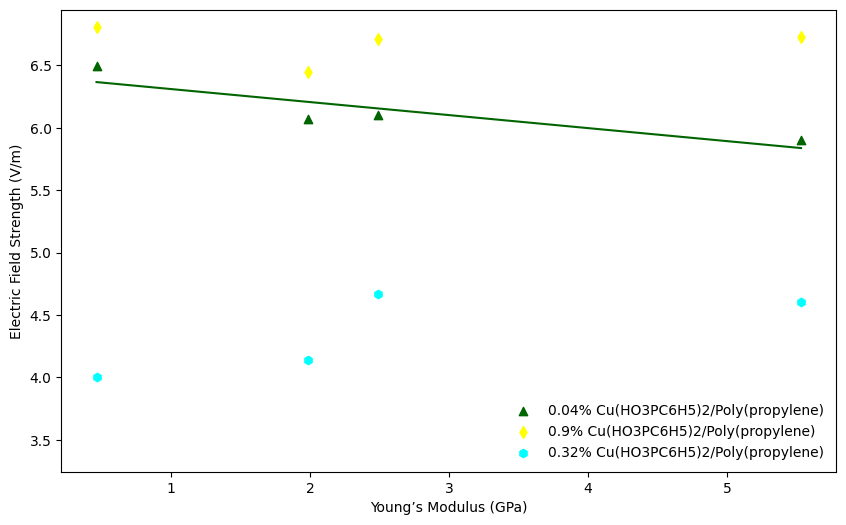 6.5
6.0
5.5
5.0
4.5
4.0
3.5
Electric Field Strength (V/m)
0.04% Cu(HO3PC6H5)2/Poly(propylene)
0.9% Cu(HO3PC6H5)2/Poly(propylene)
0.32% Cu(HO3PC6H5)2/Poly(propylene)
1 2 3 4 5
Young’s Modulus (GPa)